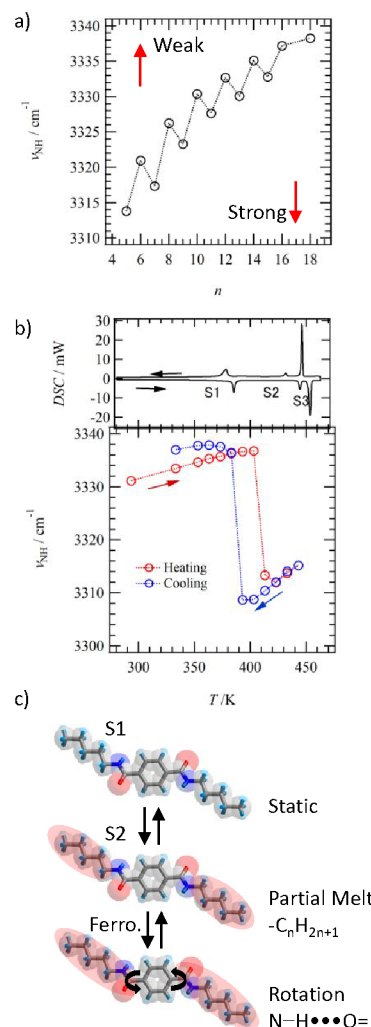 a)
3340
3335
3330
3325
3320
3315
3310
νNH / cm-1
Weak
Strong
4 6 8 10 12 14 16 18
n
b)
30
20
10
0
-10
-20
DSC / mW
S1 S2 S3
3340
3330
3320
3310
3300
νNH / cm-1
Heating
Cooling
300 350 400 450
T /K
c)
S1
Static
S2
Partial Melt
-CnH2n+1
Ferro.
Rotation
N−H•••O=